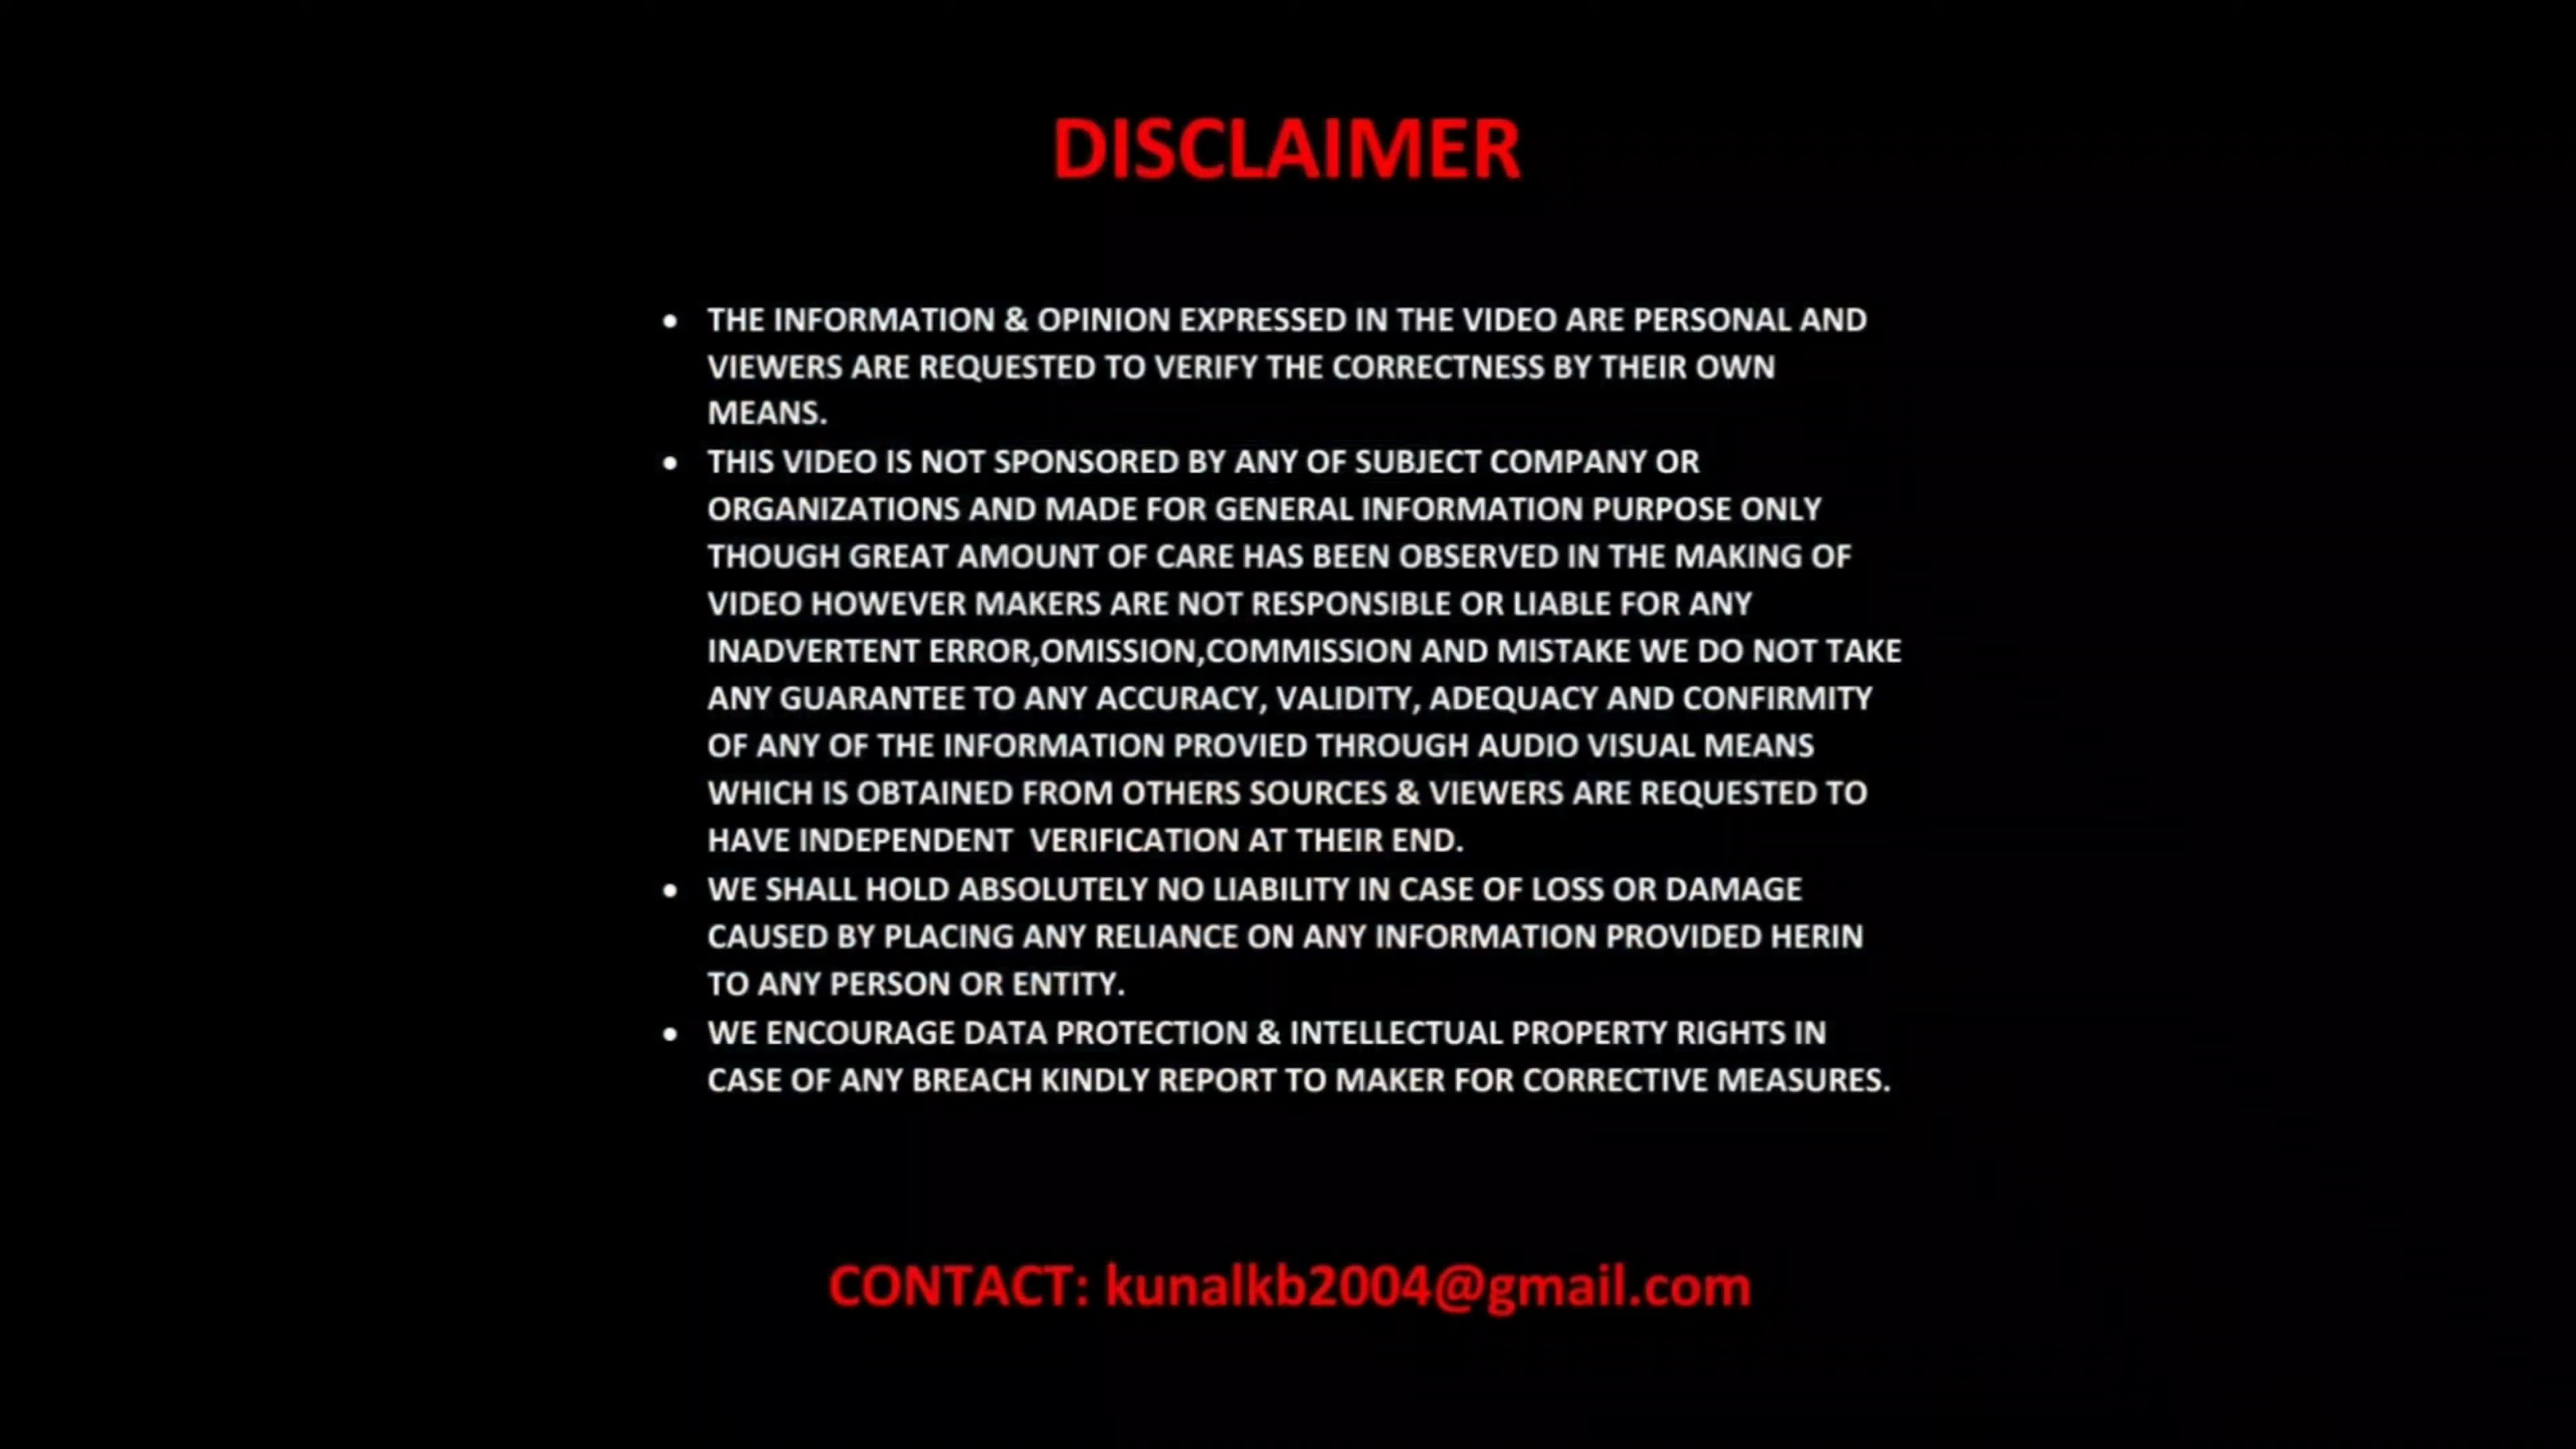 DISCLAIMER
• THE INFORMATION & OPINION EXPRESSED IN THE VIDEO ARE PERSONAL AND
VIEWERS ARE REQUESTED TO VERIFY THE CORRECTNESS BY THEIR OWN
MEANS.
• THIS VIDEO IS NOT SPONSORED BY ANY OF SUBJECT COMPANY OR
ORGANIZATIONS AND MADE FOR GENERAL INFORMATION PURPOSE ONLY
THOUGH GREAT AMOUNT OF CARE HAS BEEN OBSERVED IN THE MAKING OF
VIDEO HOWEVER MAKERS ARE NOT RESPONSIBLE OR LIABLE FOR ANY
INADVERTENT ERROR,OMISSION,COMMISSION AND MISTAKE WE DO NOT TAKE
ANY GUARANTEE TO ANY ACCURACY, VALIDITY, ADEQUACY AND CONFIRMITY
OF ANY OF THE INFORMATION PROVIED THROUGH AUDIO VISUAL MEANS
WHICH IS OBTAINED FROM OTHERS SOURCES & VIEWERS ARE REQUESTED TO
HAVE INDEPENDENT  VERIFICATION AT THEIR END.
• WE SHALL HOLD ABSOLUTELY NO LIABILITY IN CASE OF LOSS OR DAMAGE
CAUSED BY PLACING ANY RELIANCE ON ANY INFORMATION PROVIDED HERIN
TO ANY PERSON OR ENTITY.
• WE ENCOURAGE DATA PROTECTION & INTELLECTUAL PROPERTY RIGHTS IN
CASE OF ANY BREACH KINDLY REPORT TO MAKER FOR CORRECTIVE MEASURES.
CONTACT: kunalkb2004@gmail.com